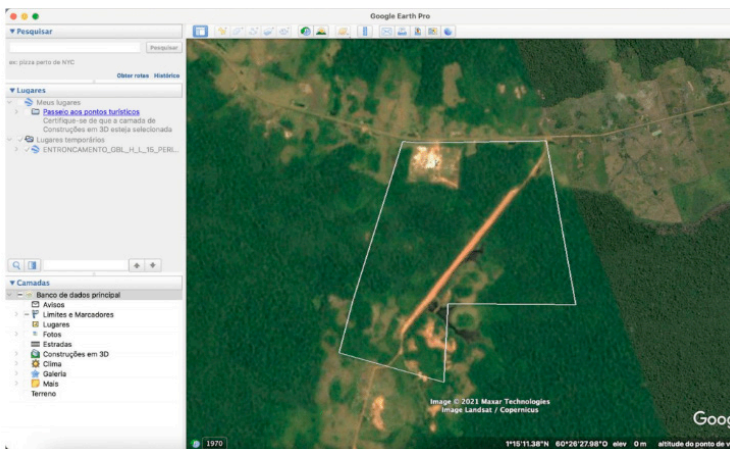 Google Earth Pro
Pesquisar
Pesquisar
ex: pizza perto de NYC
Obter rotas Histórico
Lugares
Meus lugares
Passeio aos pontos turísticos
Certifique-se de que a camada de
Construções em 3D esteja selecionada
Lugares temporários
ENTRONCAMENTO_GBL_H_L_15_PERI...
Camadas
Banco de dados principal
Avisos
Limites e Marcadores
Lugares
Fotos
Estradas
Construções em 3D
Clima
Galeria
Mais
Terreno
Image © 2021 Maxar Technologies
Image Landsat / Copernicus
Goog
1970
1°15'11.38"N 60°26'27.98"O elev 0 m altitude do ponto de v